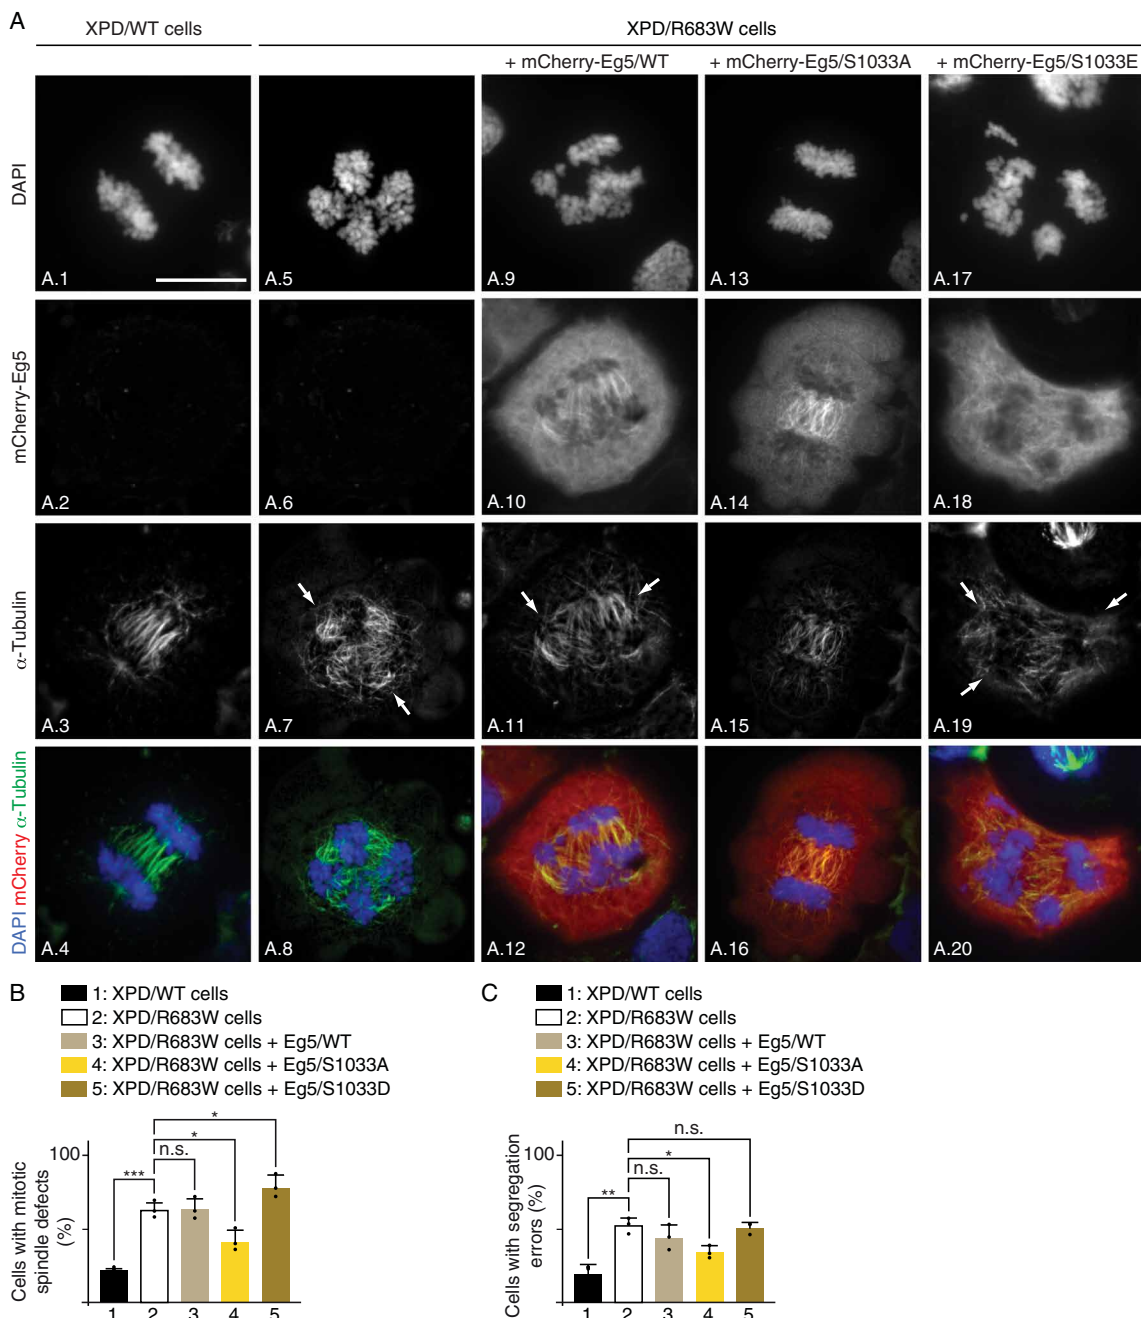 A
XPD/WT cells
XPD/R683W cells
+ mCherry-Eg5/WT
+ mCherry-Eg5/S1033A
+ mCherry-Eg5/S1033E
DAPI
A.1
A.5
A.9
A.13
A.17
mCherry-Eg5
A.2
A.6
A.10
A.14
A.18
α-Tubulin
A.3
A.7
A.11
A.15
A.19
DAPI mCherry α-Tubulin
A.4
A.8
A.12
A.16
A.20
B
1: XPD/WT cells
2: XPD/R683W cells
3: XPD/R683W cells + Eg5/WT
4: XPD/R683W cells + Eg5/S1033A
5: XPD/R683W cells + Eg5/S1033D
Cells with mitotic
spindle defects
(%)
100
***
n.s.
*
*
1 2 3 4 5
C
1: XPD/WT cells
2: XPD/R683W cells
3: XPD/R683W cells + Eg5/WT
4: XPD/R683W cells + Eg5/S1033A
5: XPD/R683W cells + Eg5/S1033D
Cells with segregation
errors (%)
100
**
n.s.
*
n.s.
1 2 3 4 5